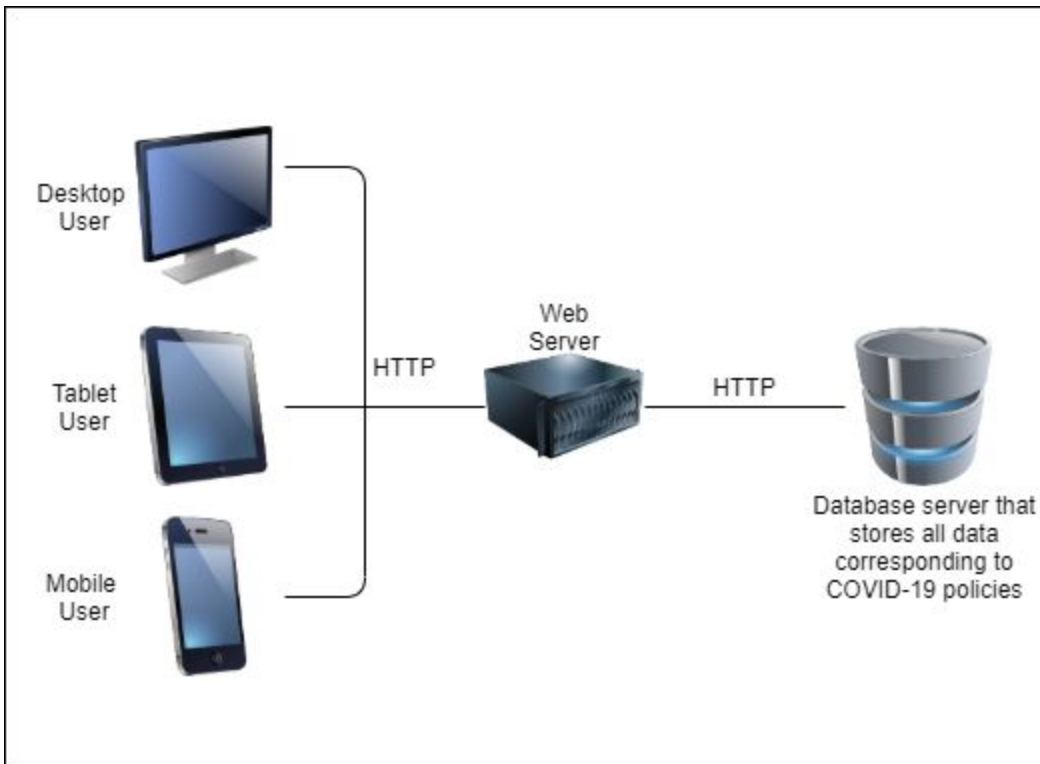 Desktop
User
Tablet
User
Mobile
User
HTTP
Web
Server
HTTP
Database server that
stores all data
corresponding to
COVID-19 policies